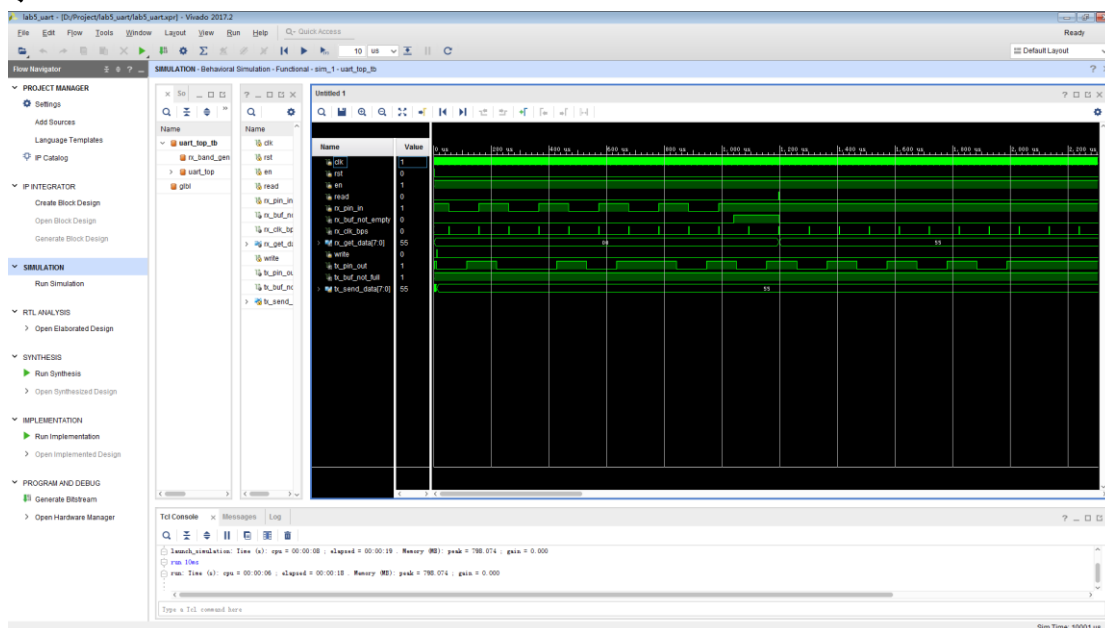 lab5_uart - [D:/Project/lab5_uart/lab5_uart.xpr] - Vivado 2017.2
File Edit Flow Tools Window Layout View Run Help Quick Access
Ready
10 us
Default Layout
Flow Navigator
SIMULATION - Behavioral Simulation - Functional - sim_1 - uart_top_tb
PROJECT MANAGER
Settings
Add Sources
Language Templates
IP Catalog
IP INTEGRATOR
Create Block Design
Open Block Design
Generate Block Design
SIMULATION
Run Simulation
RTL ANALYSIS
Open Elaborated Design
SYNTHESIS
Run Synthesis
Open Synthesized Design
IMPLEMENTATION
Run Implementation
Open Implemented Design
PROGRAM AND DEBUG
Generate Bitstream
Open Hardware Manager
So
Name
uart_top_tb
rx_band_gen
uart_top
glbl
Name
clk
rst
en
read
rx_pin_in
rx_buf_no
rx_clk_bp
rx_get_da
write
tx_pin_ou
tx_buf_no
tx_send_
Untitled 1
Name Value
0 us 200 us 400 us 600 us 800 us 1,000 us 1,200 us 1,400 us 1,600 us 1,800 us 2,000 us 2,200 us
clk 1
rst 0
en 1
read 0
rx_pin_in 1
rx_buf_not_empty 0
rx_clk_bps 0
rx_get_data[7:0] 55 00 55
write 0
tx_pin_out 1
tx_buf_not_full 1
tx_send_data[7:0] 55 55
Tcl Console Messages Log
launch_simulation: Time (s): cpu = 00:00:08 ; elapsed = 00:00:19 . Memory (MB): peak = 798.074 ; gain = 0.000
run 10ms
run: Time (s): cpu = 00:00:06 ; elapsed = 00:00:18 . Memory (MB): peak = 798.074 ; gain = 0.000
Type a Tcl command here
Sim Time: 10001 us